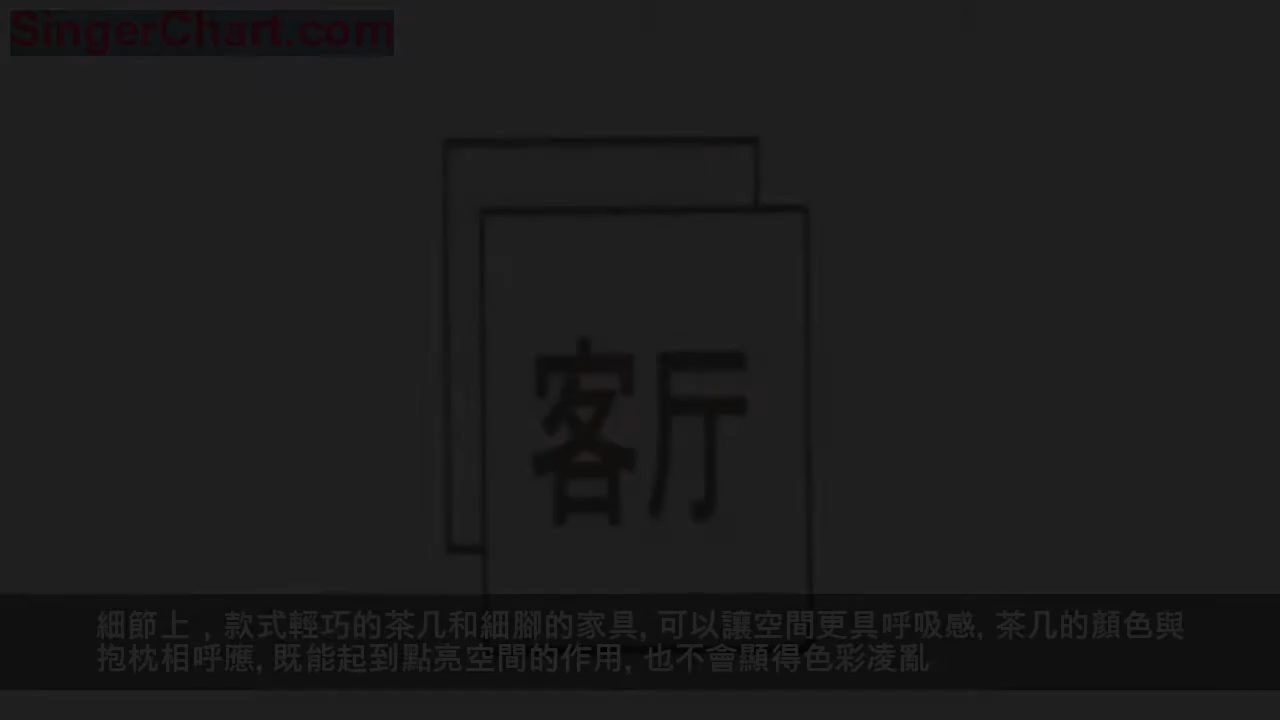 SingerChart.com
客厅
細節上，款式輕巧的茶几和細腳的家具, 可以讓空間更具呼吸感, 茶几的顏色與
抱枕相呼應, 既能起到點亮空間的作用, 也不會顯得色彩凌亂